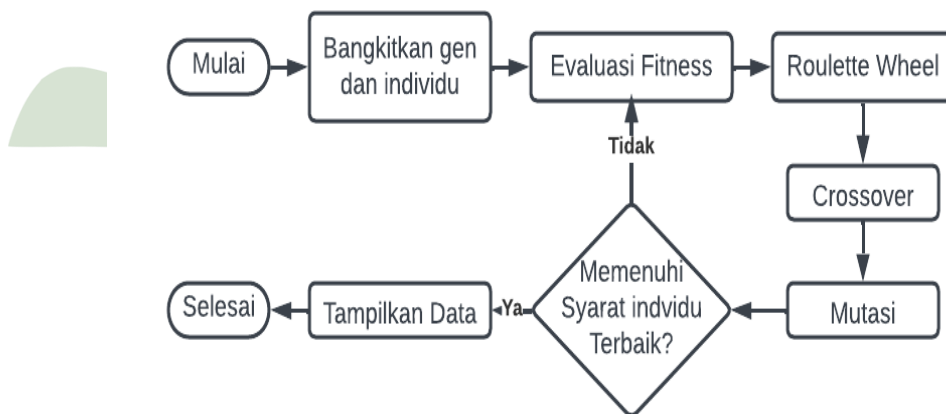 Mulai
Bangkitkan gen
dan individu
Evaluasi Fitness
Roulette Wheel
Crossover
Mutasi
Memenuhi
Syarat indvidu
Terbaik?
Tidak
Ya
Tampilkan Data
Selesai